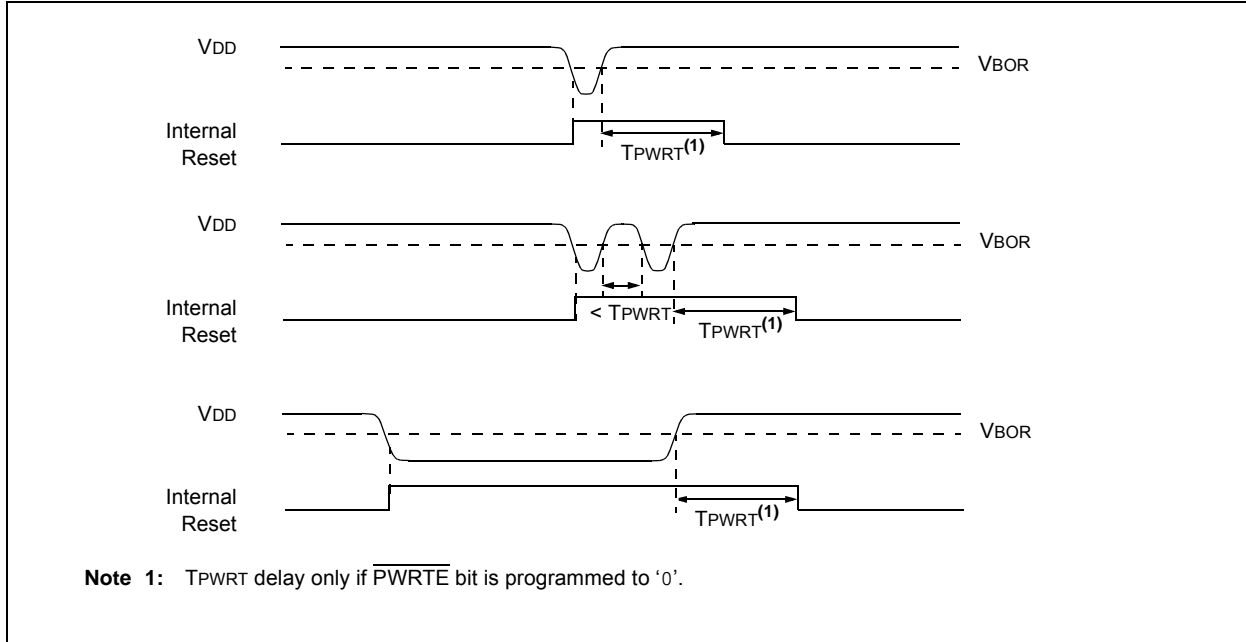 VDD
VBOR
Internal
Reset
TPWRT(1)
VDD
VBOR
Internal
Reset
< TPWRT
TPWRT(1)
VDD
VBOR
Internal
Reset
TPWRT(1)
Note 1: TPWRT delay only if PWRTE bit is programmed to ‘0’.